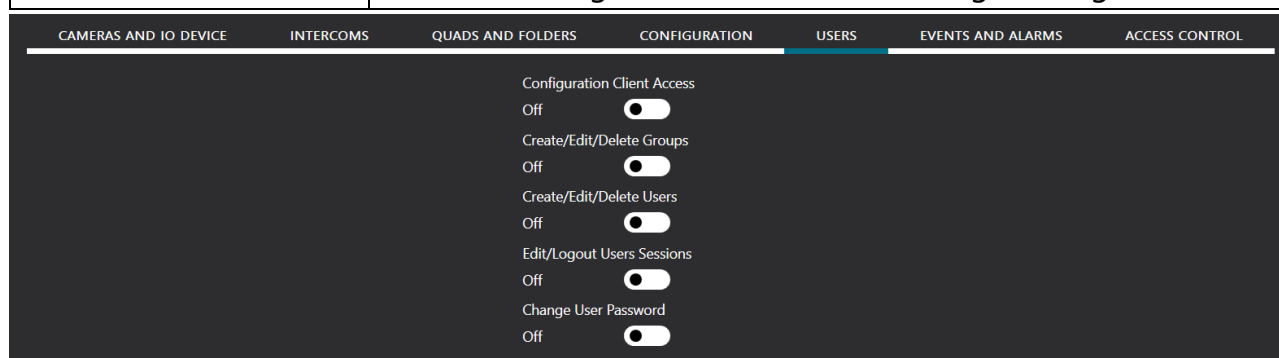 CAMERAS AND IO DEVICE INTERCOMS QUADS AND FOLDERS CONFIGURATION USERS EVENTS AND ALARMS ACCESS CONTROL
Configuration Client Access
Off
Create/Edit/Delete Groups
Off
Create/Edit/Delete Users
Off
Edit/Logout Users Sessions
Off
Change User Password
Off